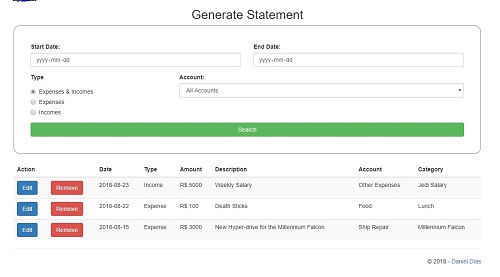 Generate Statement
Start Date: End Date:
yyyy-mm-dd yyyy-mm-dd
Type Account:
Expenses & Incomes All Accounts
Expenses
Incomes
Search
Action Date Type Amount Description Account Category
Edit Remove 2018-08-23 Income R$ 5000 Weekly Salary Other Expenses Jedi Salary
Edit Remove 2018-08-22 Expense R$ 100 Death Sticks Food Lunch
Edit Remove 2018-08-15 Expense R$ 3000 New Hyper-drive for the Millennium Falcon Ship Repair Millennium Falcon
© 2018 - Daniel Dias